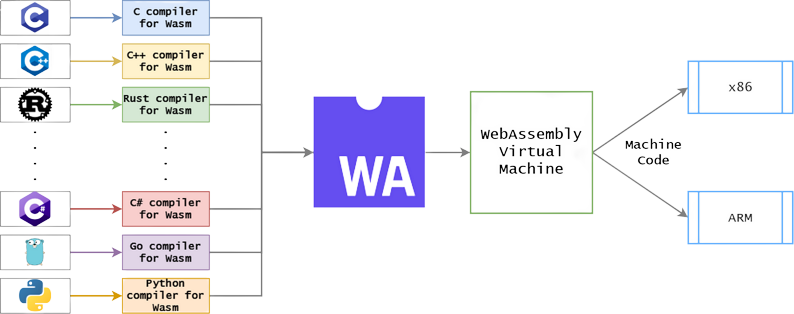 C
C compiler
for Wasm
C++
C++ compiler
for Wasm
R
Rust compiler
for Wasm
C#
C# compiler
for Wasm
Go compiler
for Wasm
Python
compiler for
Wasm
WA
WebAssembly
Virtual
Machine
Machine
Code
x86
ARM